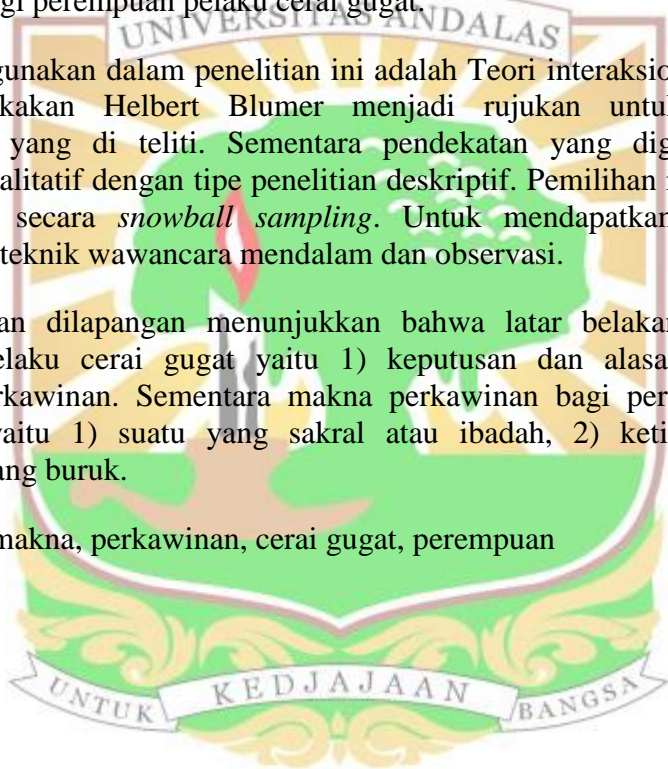 gi perempuan pelaku cerai gugat.
UNIVERSITAS ANDALAS
gunakan dalam penelitian ini adalah Teori interaksio
kakan Helbert Blumer menjadi rujukan untu
yang di teliti. Sementara pendekatan yang dig
alitatif dengan tipe penelitian deskriptif. Pemilihan
secara snowball sampling. Untuk mendapatkan
teknik wawancara mendalam dan observasi.
an dilapangan menunjukkan bahwa latar belakan
elaku cerai gugat yaitu 1) keputusan dan alasa
rkawinan. Sementara makna perkawinan bagi per
yaitu 1) suatu yang sakral atau ibadah, 2) keti
ang buruk.
makna, perkawinan, cerai gugat, perempuan
UNTUK KEDJAJAAN BANGSA